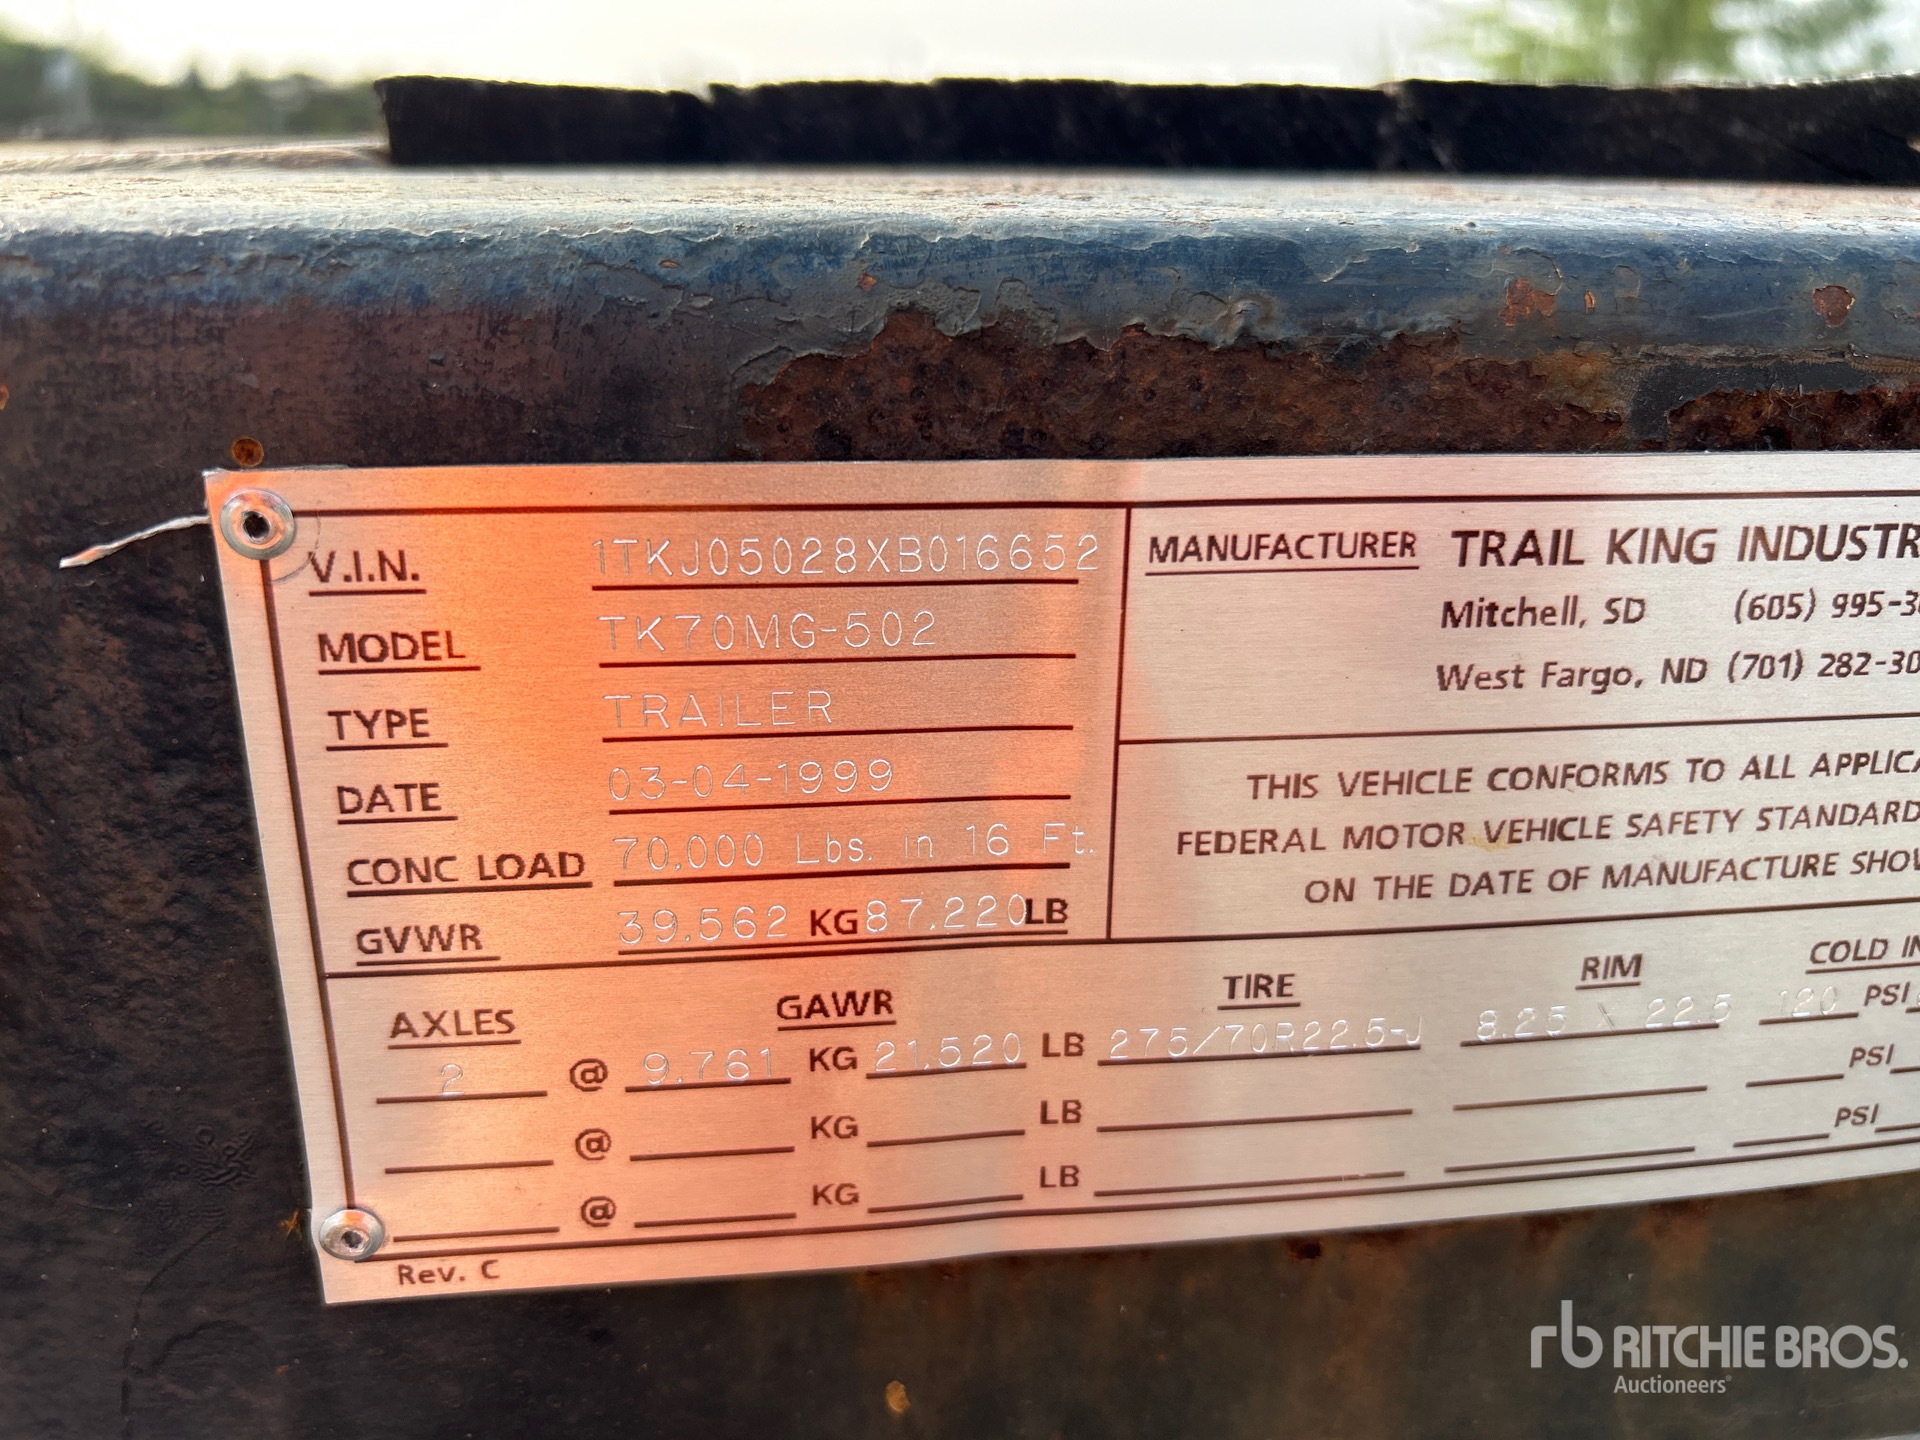 V.I.N. 1TKJ05028XB016652
MODEL TK70MG-502
TYPE TRAILER
DATE 03-04-1999
CONC LOAD 70,000 Lbs. in 16 Ft.
GVWR 39,562 KG 87,220 LB
MANUFACTURER TRAIL KING INDUSTR
Mitchell, SD (605) 995-3
West Fargo, ND (701) 282-30
THIS VEHICLE CONFORMS TO ALL APPLICA
FEDERAL MOTOR VEHICLE SAFETY STANDARD
ON THE DATE OF MANUFACTURE SHOW
AXLES GAWR TIRE RIM COLD IN
2 @ 9,761 KG 21,520 LB 275/70R22.5-J 8.25 X 22.5 120 PSI
@ KG LB PSI
@ KG LB PSI
Rev. C
rb RITCHIE BROS.
Auctioneers